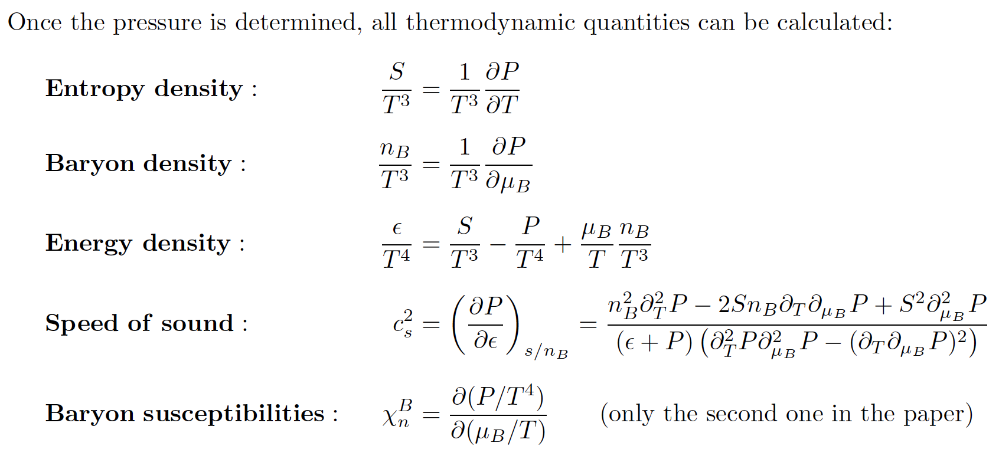 Once the pressure is determined, all thermodynamic quantities can be calculated:
Entropy density : $\frac{S}{T^3} = \frac{1}{T^3} \frac{\partial P}{\partial T}$
Baryon density : $\frac{n_B}{T^3} = \frac{1}{T^3} \frac{\partial P}{\partial \mu_B}$
Energy density : $\frac{\epsilon}{T^4} = \frac{S}{T^3} - \frac{P}{T^4} + \frac{\mu_B}{T} \frac{n_B}{T^3}$
Speed of sound : $c_s^2 = \left( \frac{\partial P}{\partial \epsilon} \right)_{s/n_B} = \frac{n_B^2 \partial_T^2 P - 2 S n_B \partial_T \partial_{\mu_B} P + S^2 \partial_{\mu_B}^2 P}{(\epsilon + P) \left( \partial_T^2 P \partial_{\mu_B}^2 P - (\partial_T \partial_{\mu_B} P)^2 \right)}$
Baryon susceptibilities : $\chi_n^B = \frac{\partial (P/T^4)}{\partial (\mu_B/T)}$ (only the second one in the paper)